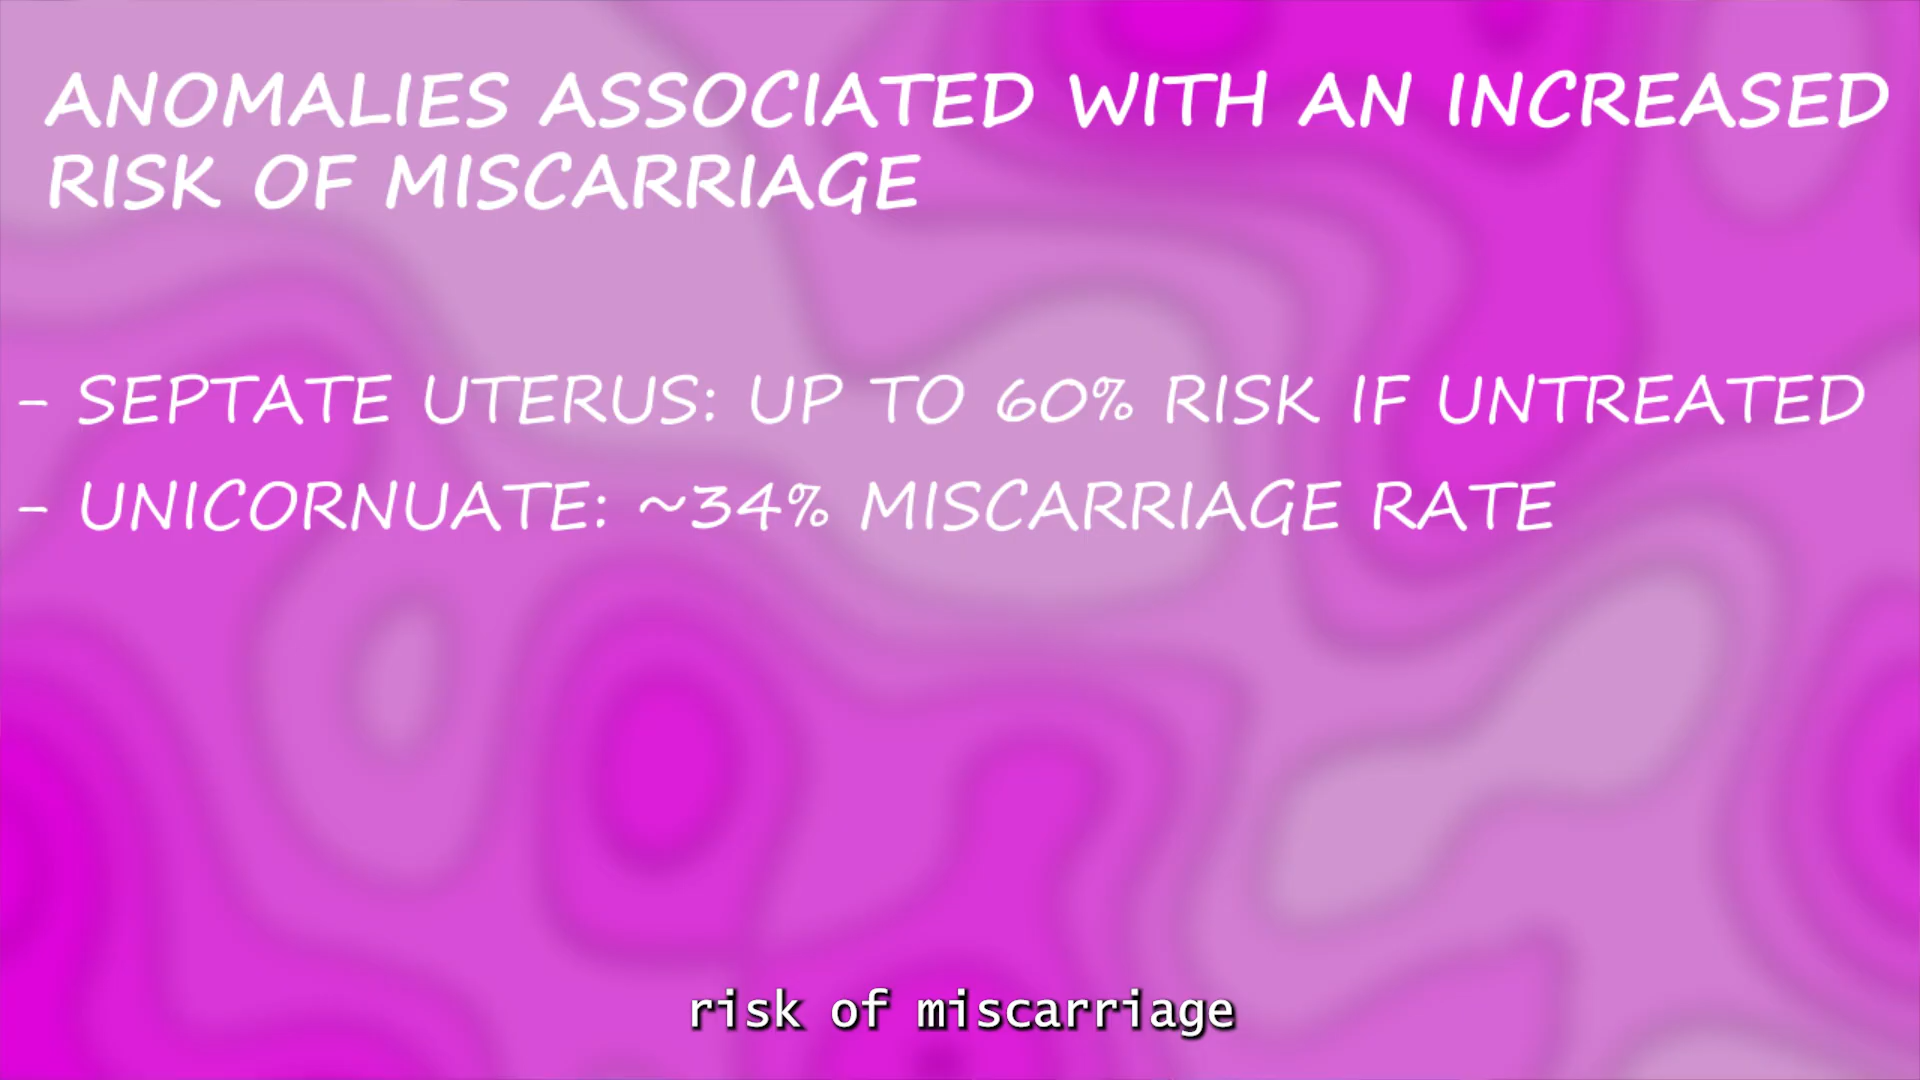 ANOMALIES ASSOCIATED WITH AN INCREASED
RISK OF MISCARRIAGE
- SEPTATE UTERUS: UP TO 60% RISK IF UNTREATED
- UNICORNUATE: ~34% MISCARRIAGE RATE
risk of miscarriage